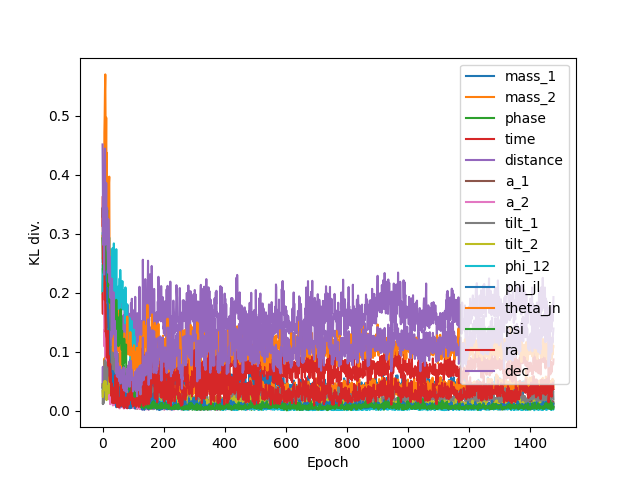 KL div.
0.5
0.4
0.3
0.2
0.1
0.0
mass_1
mass_2
phase
time
distance
a_1
a_2
tilt_1
tilt_2
phi_12
phi_jl
theta_jn
psi
ra
dec
0 200 400 600 800 1000 1200 1400
Epoch